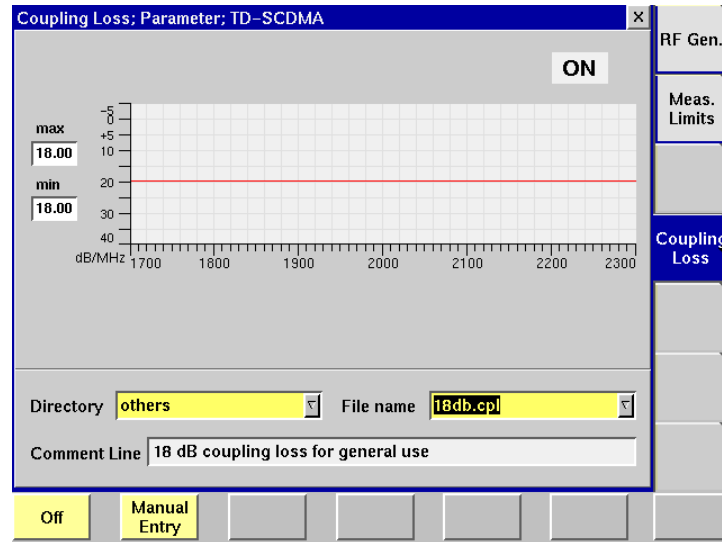 Coupling Loss; Parameter; TD-SCDMA
x
RF Gen.
ON
Meas.
Limits
max
18.00
min
18.00
-5
0
+5
10
20
30
40
dB/MHz
1700 1800 1900 2000 2100 2200 2300
Coupling
Loss
Directory others
File name 18db.cpl
Comment Line 18 dB coupling loss for general use
Off
Manual
Entry